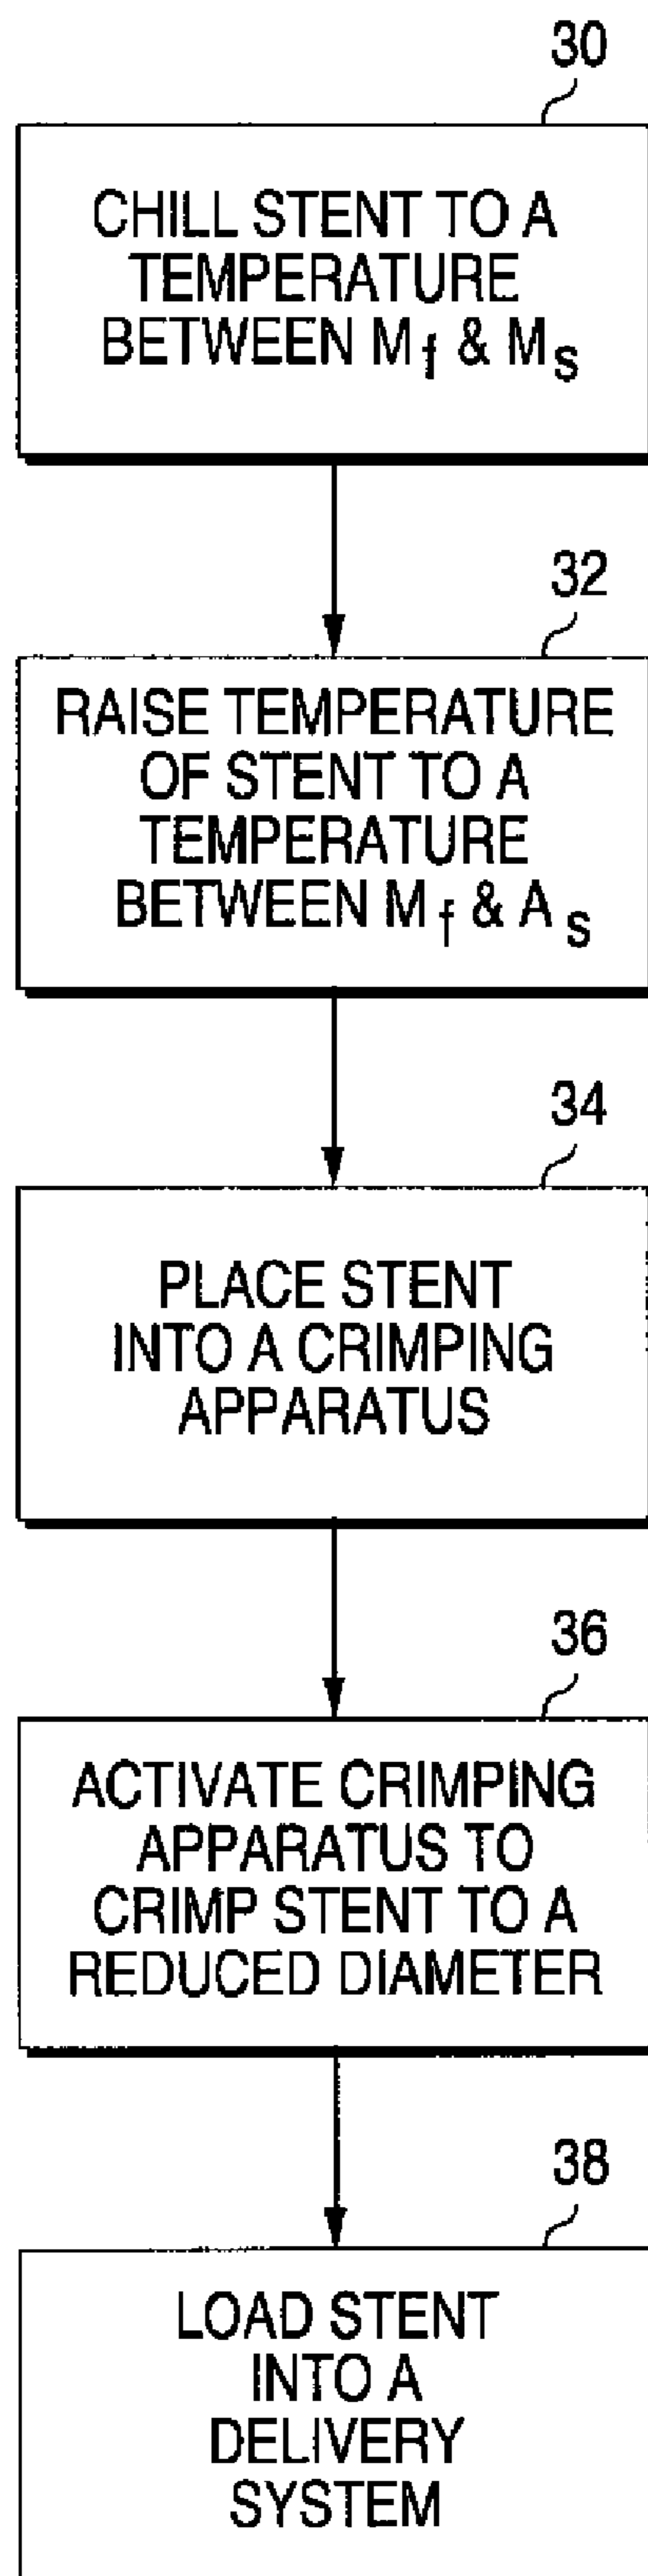 30
CHILL STENT TO A
TEMPERATURE
BETWEEN Mf & Ms
32
RAISE TEMPERATURE
OF STENT TO A
TEMPERATURE
BETWEEN Mf & As
34
PLACE STENT
INTO A CRIMPING
APPARATUS
36
ACTIVATE CRIMPING
APPARATUS TO
CRIMP STENT TO A
REDUCED DIAMETER
38
LOAD STENT
INTO A
DELIVERY
SYSTEM